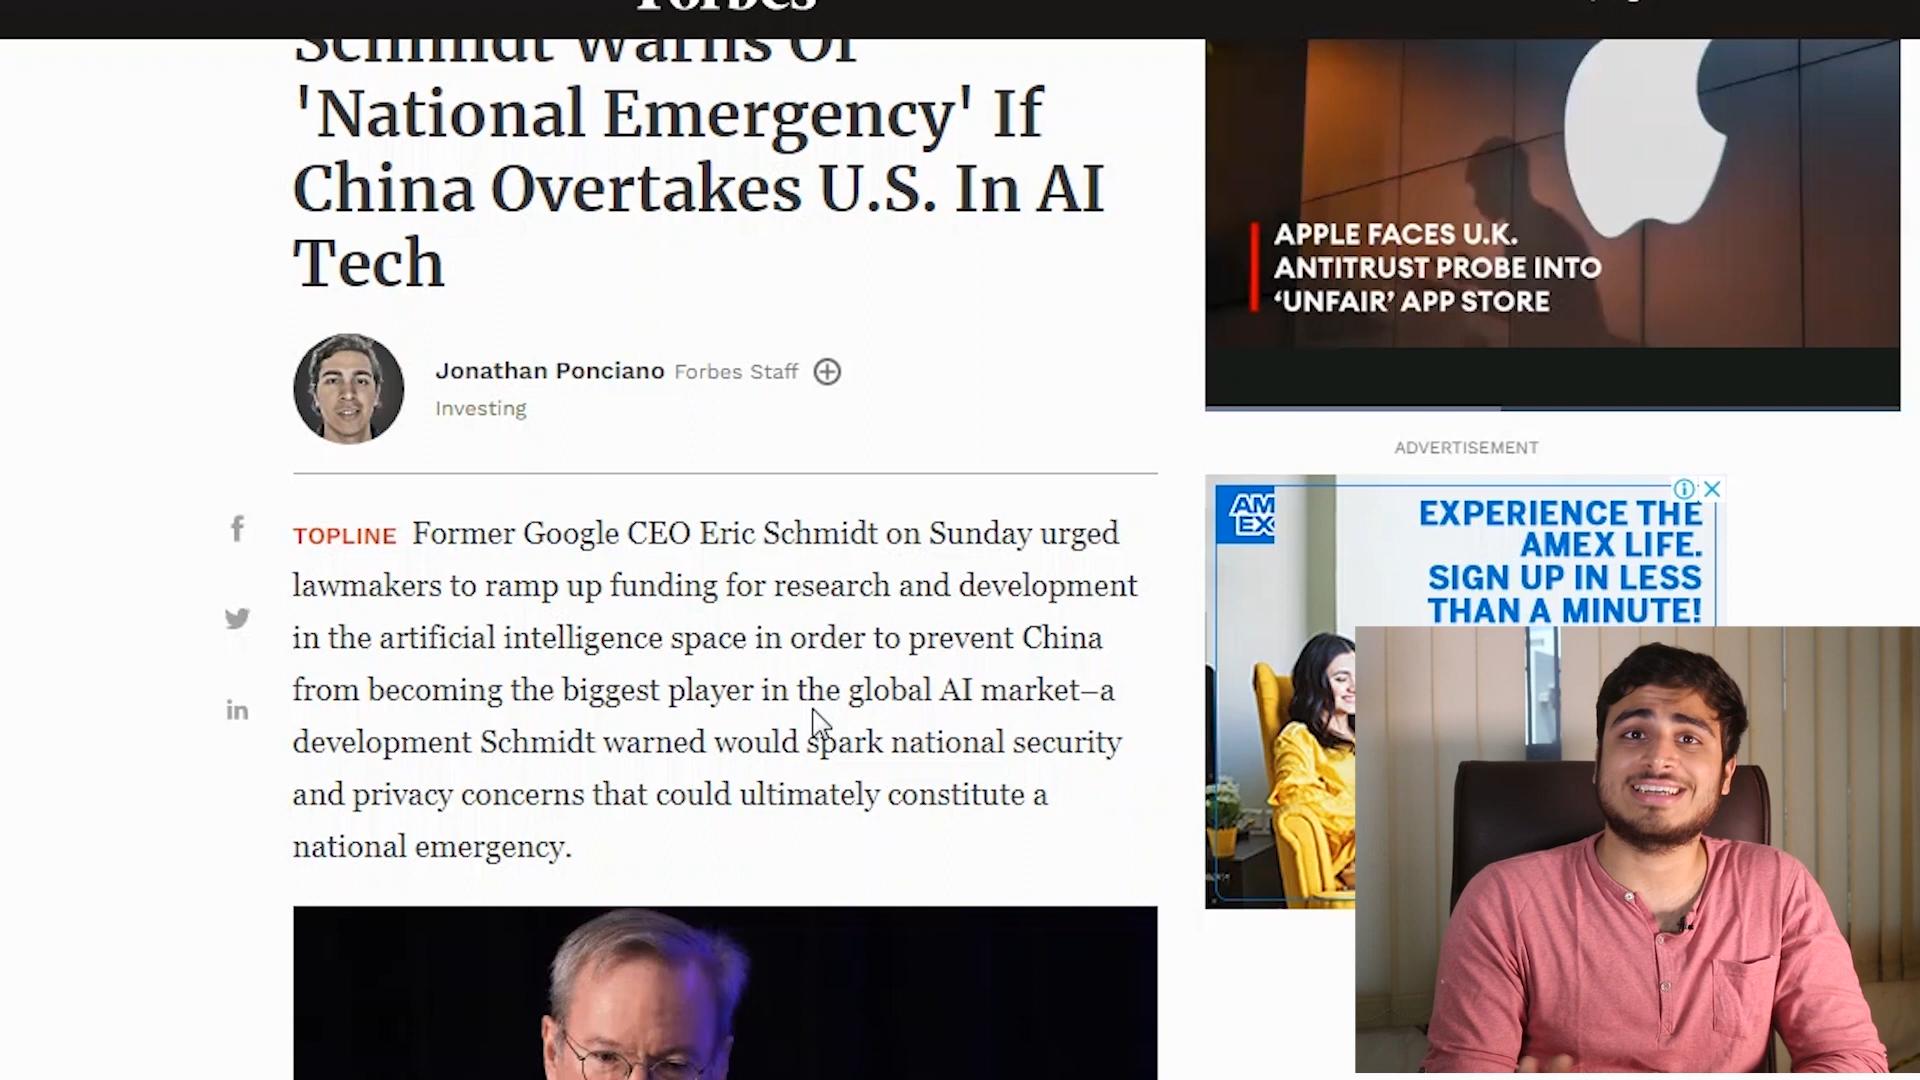 Forbes
Schmidt Warns Of
'National Emergency' If
China Overtakes U.S. In AI
Tech
Jonathan Ponciano Forbes Staff
Investing
TOPLINE Former Google CEO Eric Schmidt on Sunday urged
lawmakers to ramp up funding for research and development
in the artificial intelligence space in order to prevent China
from becoming the biggest player in the global AI market–a
development Schmidt warned would spark national security
and privacy concerns that could ultimately constitute a
national emergency.
APPLE FACES U.K.
ANTITRUST PROBE INTO
‘UNFAIR’ APP STORE
ADVERTISEMENT
AM
EX
EXPERIENCE THE
AMEX LIFE.
SIGN UP IN LESS
THAN A MINUTE!